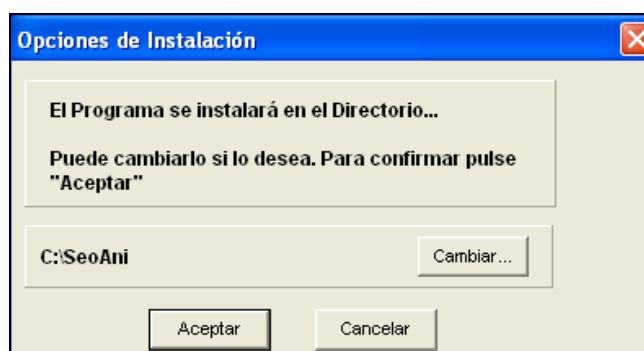 Opciones de Instalación
El Programa se instalará en el Directorio...
Puede cambiarlo si lo desea. Para confirmar pulse
"Aceptar"
C:\SeoAni
Cambiar...
Aceptar
Cancelar